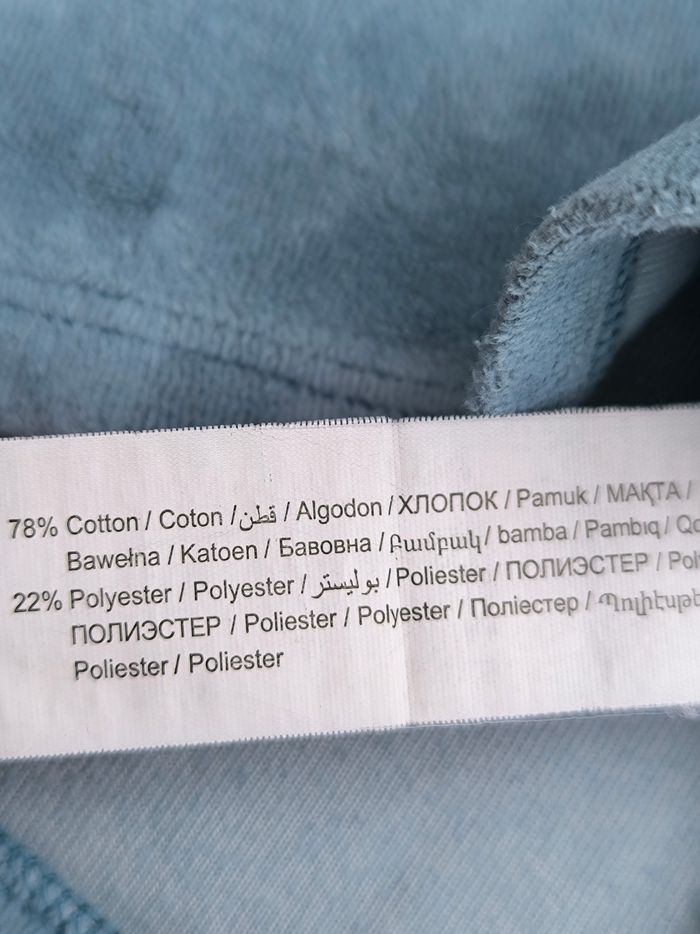 78% Cotton / Coton / قطن / Algodon / ХЛОПОК / Pamuk / МАҚТА /
Bawełna / Katoen / Бавовна / բամբակ / bamba / Pambıq /
22% Polyester / Polyester / بوليستر / Poliester / ПОЛИЭСТЕР /
ПОЛИЭСТЕР / Poliester / Polyester / Поліестер /
Poliester / Poliester